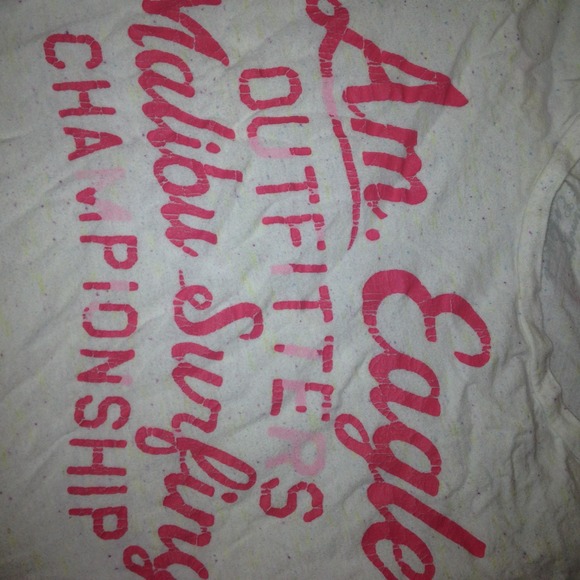 Am. Eagle
OUTFITTERS
Malibu Surfing
CHAMPIONSHIP